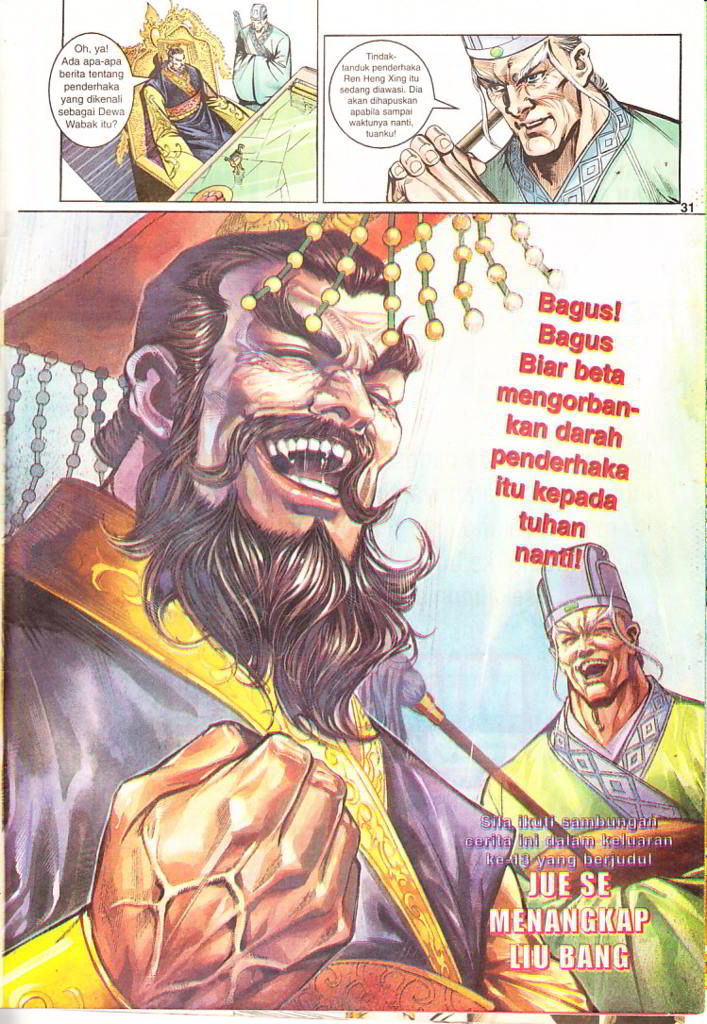 Oh, ya!
Ada apa-apa
berita tentang
penderhaka
yang dikenali
sebagai Dewa
Wabak itu?
Tindak-
tanduk penderhaka
Ren Heng Xing itu
sedang diawasi. Dia
akan dihapuskan
apabila sampai
waktunya nanti,
tuanku!
31
Bagus!
Bagus
Biar beta
mengorban-
kan darah
penderhaka
itu kepada
tuhan
nanti!
Sila ikuti sambungan
cerita ini dalam keluaran
ke-13 yang berjudul
JUE SE
MENANGKAP
LIU BANG